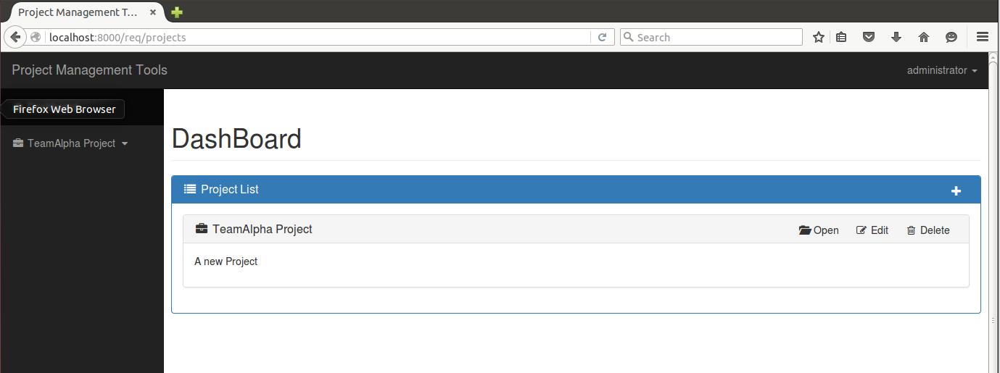 Project Management T...
localhost:8000/req/projects
Search
Project Management Tools
administrator
Firefox Web Browser
TeamAlpha Project
DashBoard
Project List
TeamAlpha Project
Open Edit Delete
A new Project